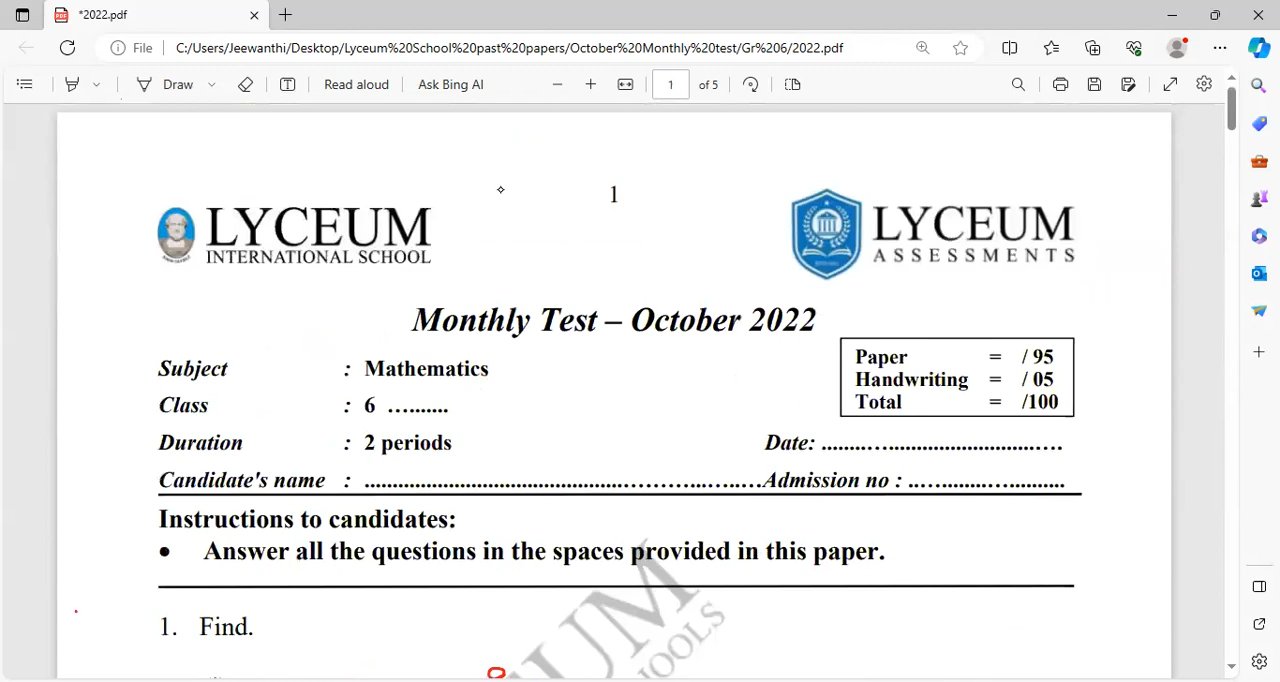 *2022.pdf
File
C:/Users/Jeewanthi/Desktop/Lyceum%20School%20past%20papers/October%20Monthly%20test/Gr%206/2022.pdf
Draw
Read aloud
Ask Bing AI
1 of 5
1
LYCEUM
INTERNATIONAL SCHOOL
LYCEUM
ASSESSMENTS
Monthly Test – October 2022
Subject : Mathematics
Paper = / 95
Handwriting = / 05
Total = /100
Class : 6 ….......
Duration : 2 periods
Date: ........…..............................….
Candidate's name : ....................................................………..…..…Admission no : ..…........…...........
Instructions to candidates:
• Answer all the questions in the spaces provided in this paper.
1. Find.